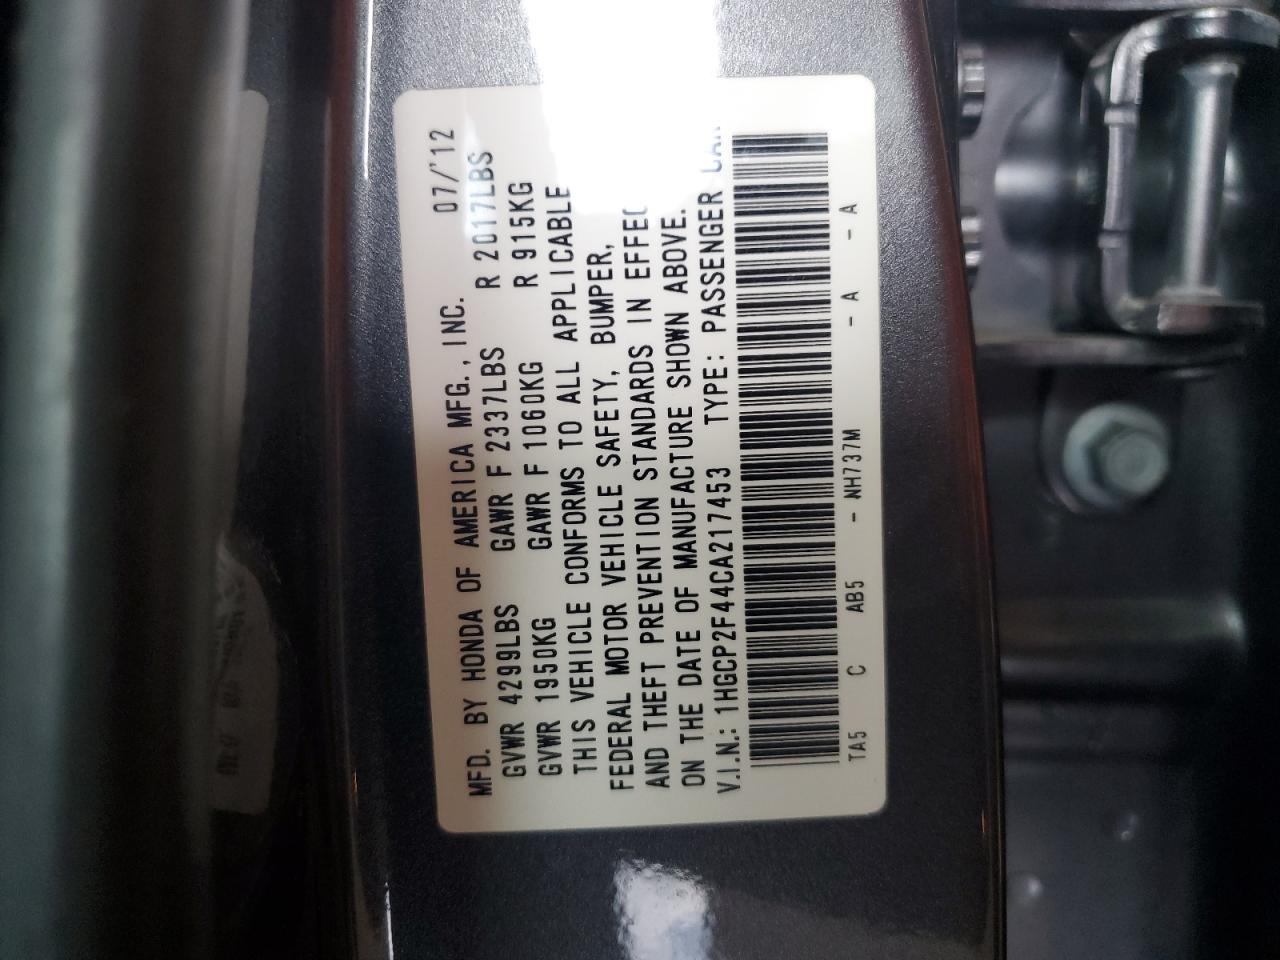 MFD. BY HONDA OF AMERICA MFG., INC. 07/'12
GVWR 4299LBS GAWR F 2337LBS R 2017LBS
GVWR 1950KG GAWR F 1060KG R 915KG
THIS VEHICLE CONFORMS TO ALL APPLICABLE
FEDERAL MOTOR VEHICLE SAFETY, BUMPER,
AND THEFT PREVENTION STANDARDS IN EFFEC
ON THE DATE OF MANUFACTURE SHOWN ABOVE.
V.I.N.: 1HGCP2F44CA217453 TYPE: PASSENGER CAR
TA5 C AB5 - NH737M - A - A